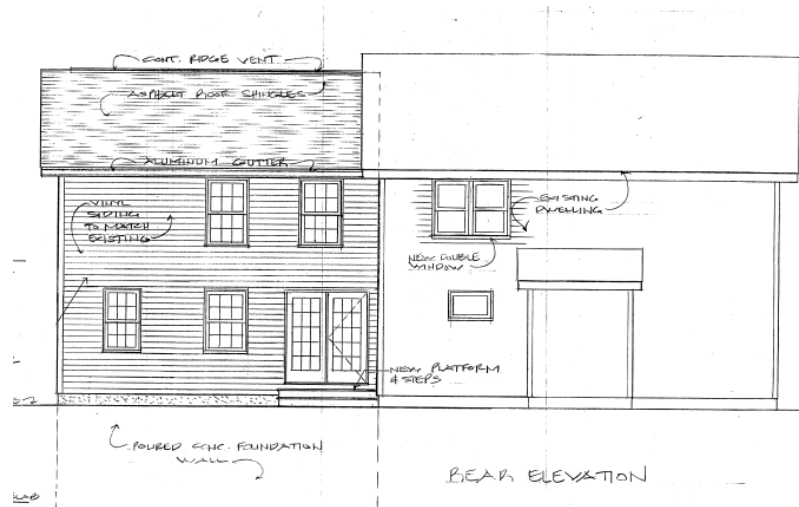 CONT. RIDGE VENT
ASPHALT ROOF SHINGLES
ALUMINUM GUTTER
VINYL
SIDING
TO MATCH
EXISTING
EXISTING
DWELLING
NEW DOUBLE
WINDOW
NEW PLATFORM
& STEPS
POURED CONC. FOUNDATION
WALL
REAR ELEVATION
SLAB